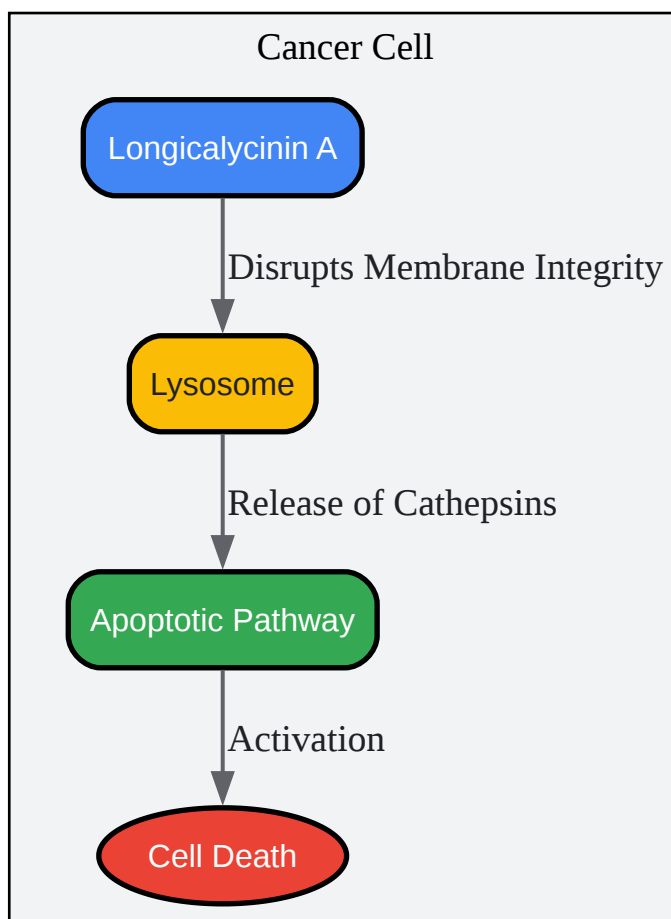 Cancer Cell
Longicalycinin A
Disrupts Membrane Integrity
Lysosome
Release of Cathepsins
Apoptotic Pathway
Activation
Cell Death